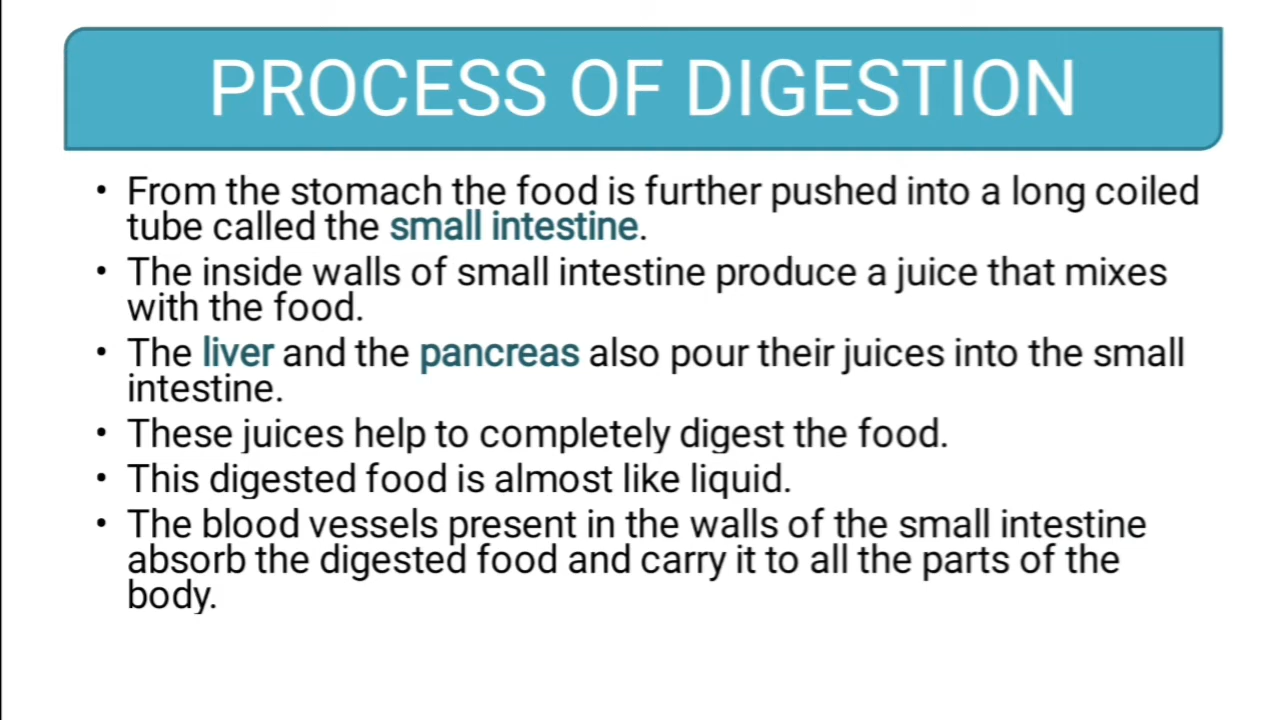 PROCESS OF DIGESTION
• From the stomach the food is further pushed into a long coiled
tube called the small intestine.
• The inside walls of small intestine produce a juice that mixes
with the food.
• The liver and the pancreas also pour their juices into the small
intestine.
• These juices help to completely digest the food.
• This digested food is almost like liquid.
• The blood vessels present in the walls of the small intestine
absorb the digested food and carry it to all the parts of the
body.